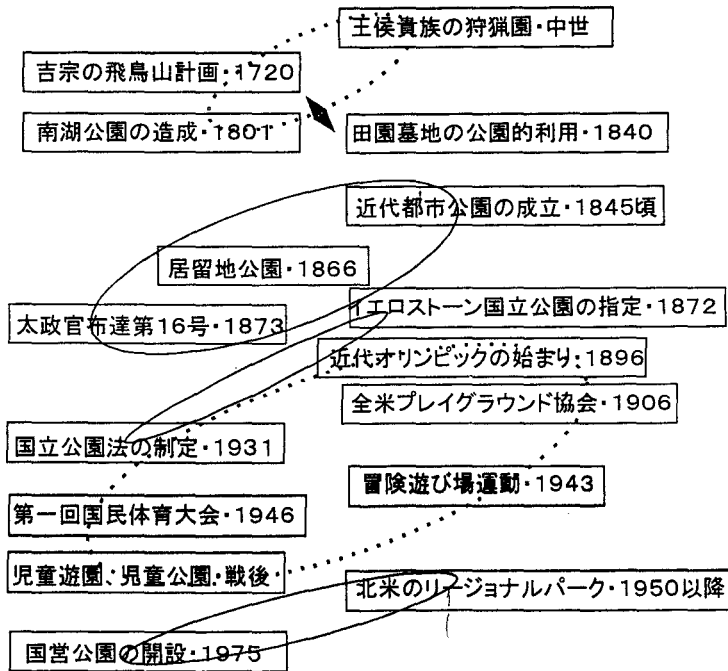 王侯貴族の狩猟園・中世
吉宗の飛鳥山計画・1720
南湖公園の造成・1801
田園墓地の公園的利用・1840
近代都市公園の成立・1845頃
居留地公園・1866
太政官布達第16号・1873
イエロストーン国立公園の指定・1872
近代オリンピックの始まり・1896
全米プレイグラウンド協会・1906
国立公園法の制定・1931
冒険遊び場運動・1943
第一回国民体育大会・1946
児童遊園、児童公園・戦後
北米のリージョナルパーク・1950以降
国営公園の開設・1975